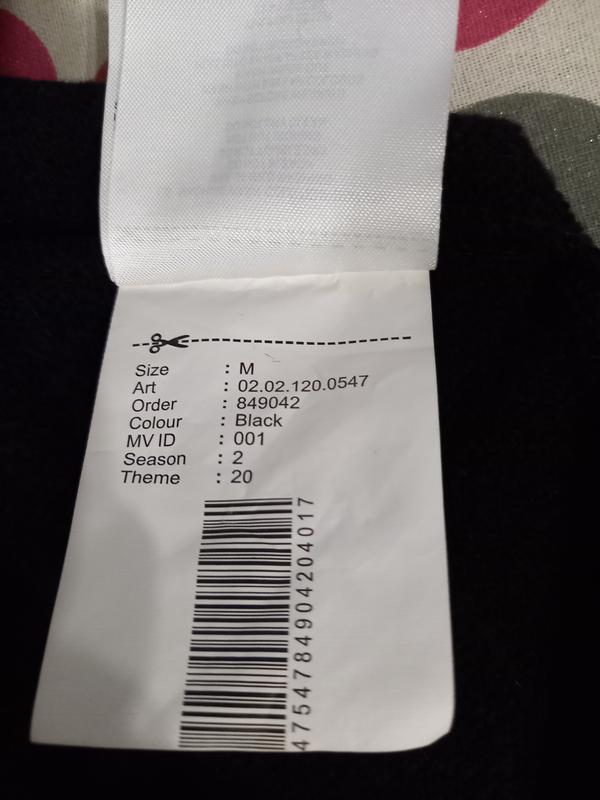 Size : M
Art : 02.02.120.0547
Order : 849042
Colour : Black
MV ID : 001
Season : 2
Theme : 20
4754784904204017